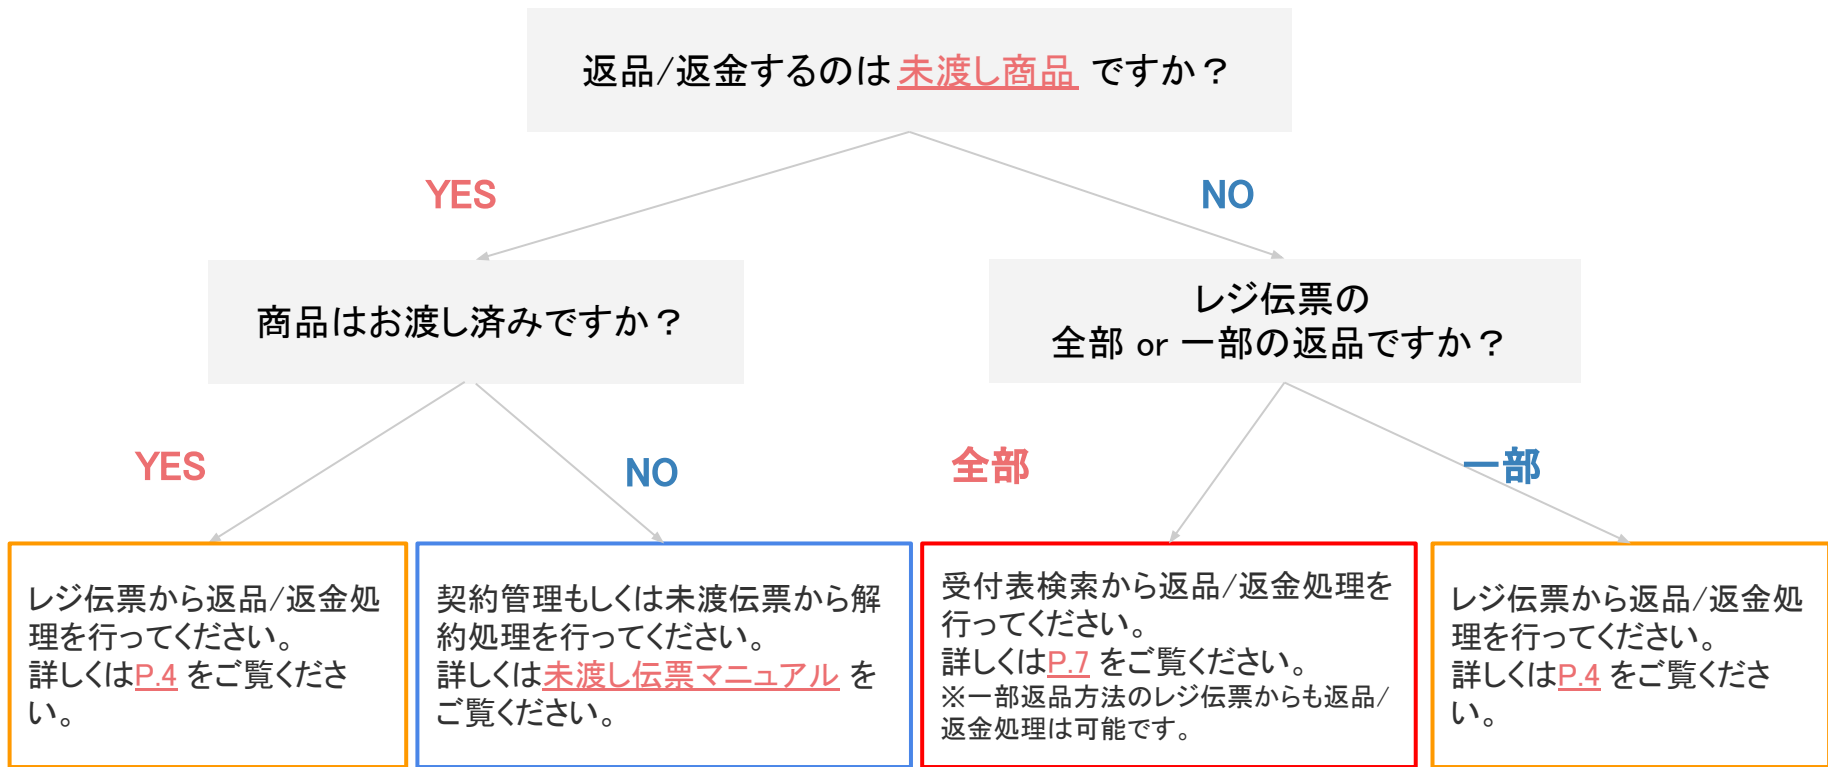 返品/返金するのは未渡し商品 ですか？
YES
NO
商品はお渡し済みですか？
レジ伝票の
全部 or 一部の返品ですか？
YES
NO
全部
一部
レジ伝票から返品/返金処
理を行ってください。
詳しくはP.4 をご覧くださ
い。
契約管理もしくは未渡伝票から解
約処理を行ってください。
詳しくは未渡し伝票マニュアル を
ご覧ください。
受付表検索から返品/返金処理を
行ってください。
詳しくはP.7 をご覧ください。
※一部返品方法のレジ伝票からも返品/
返金処理は可能です。
レジ伝票から返品/返金処
理を行ってください。
詳しくはP.4 をご覧くださ
い。